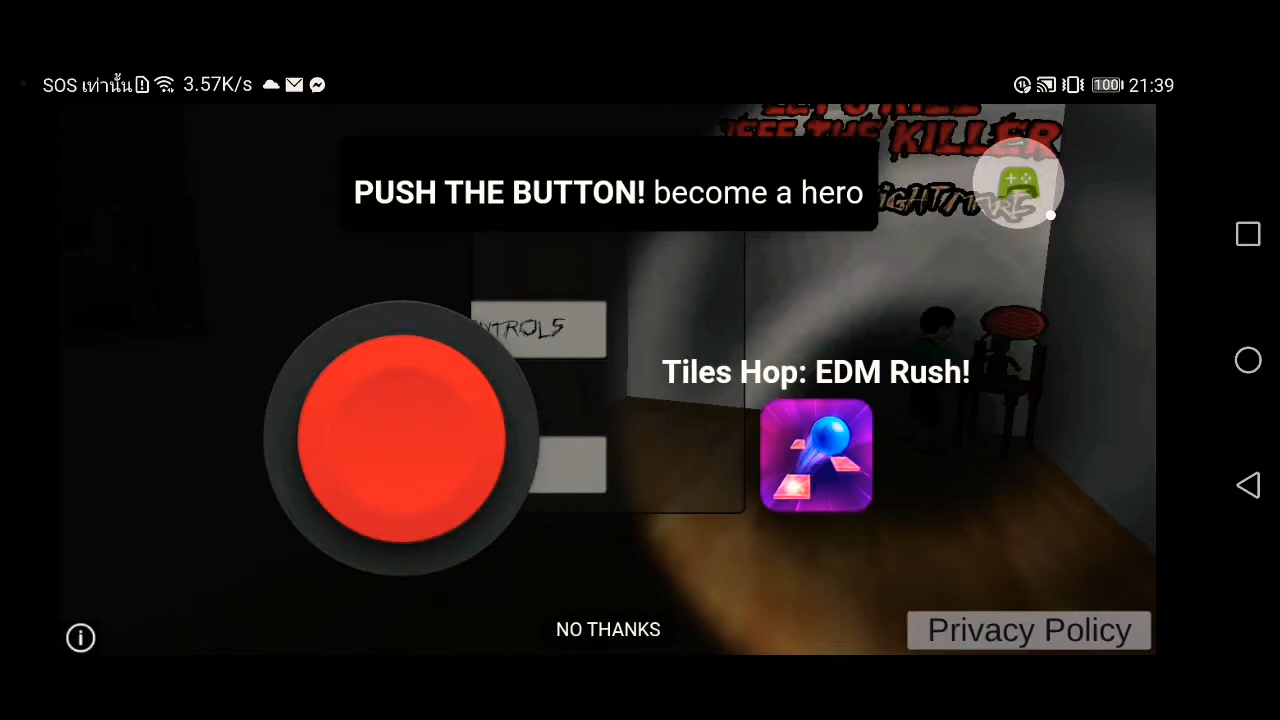 SOS เท่านั้น 3.57K/s 100 21:39
JEFF THE KILLER
PUSH THE BUTTON! become a hero
Tiles Hop: EDM Rush!
NO THANKS
Privacy Policy